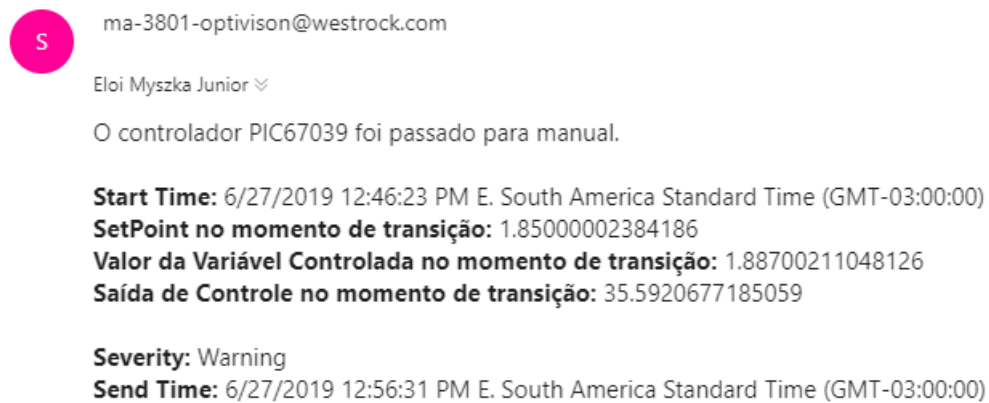 S
ma-3801-optivison@westrock.com
Eloi Myszka Junior
O controlador PIC67039 foi passado para manual.
Start Time: 6/27/2019 12:46:23 PM E. South America Standard Time (GMT-03:00:00)
SetPoint no momento de transição: 1.85000002384186
Valor da Variável Controlada no momento de transição: 1.88700211048126
Saída de Controle no momento de transição: 35.5920677185059
Severity: Warning
Send Time: 6/27/2019 12:56:31 PM E. South America Standard Time (GMT-03:00:00)